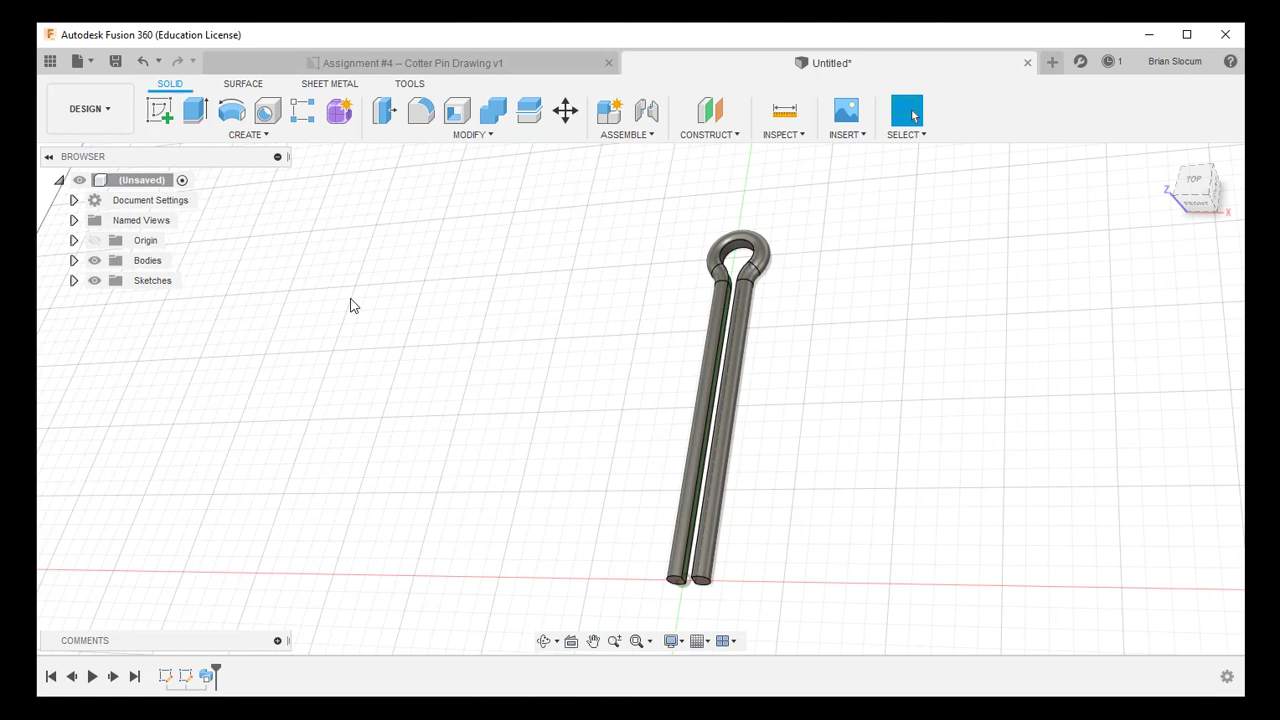 Autodesk Fusion 360 (Education License)
Assignment #4 -- Cotter Pin Drawing v1
Untitled*
1
Brian Slocum
SOLID SURFACE SHEET METAL TOOLS
DESIGN
CREATE MODIFY ASSEMBLE CONSTRUCT INSPECT INSERT SELECT
BROWSER
(Unsaved)
Document Settings
Named Views
Origin
Bodies
Sketches
TOP
FRONT
Z
X
COMMENTS